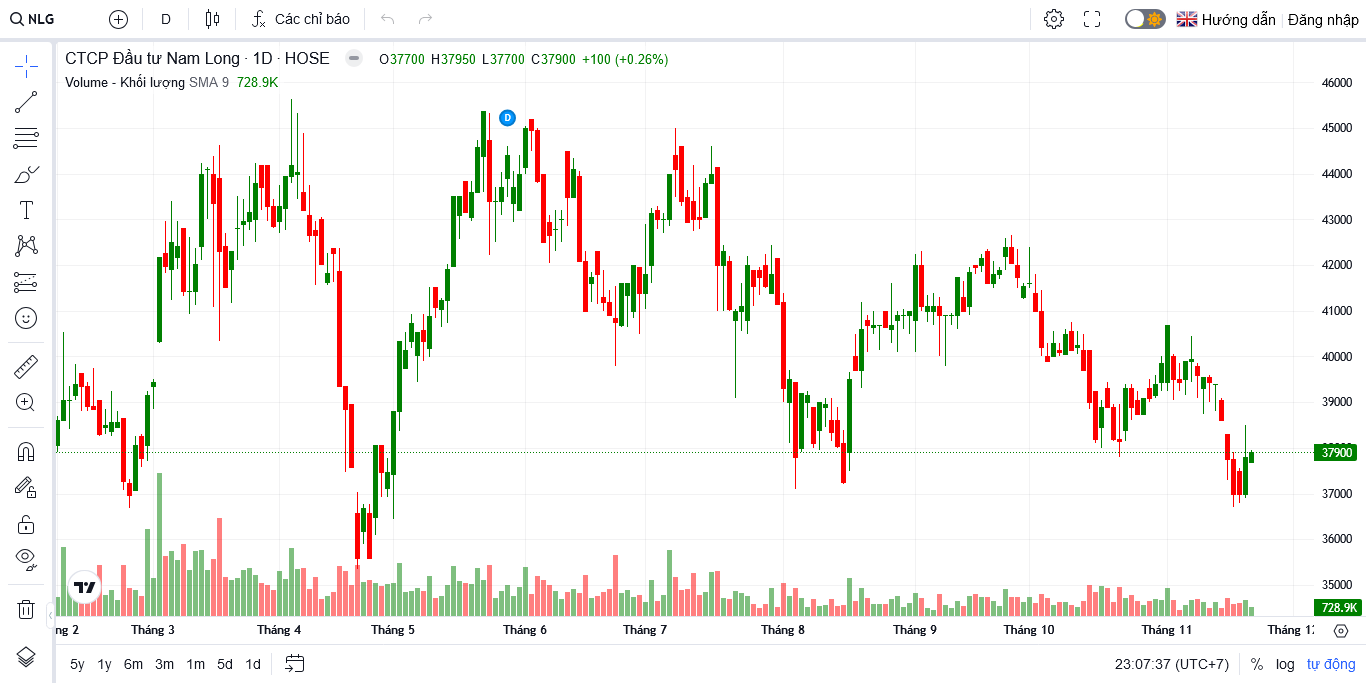 NLG D Các chỉ báo Hướng dẫn Đăng nhập
CTCP Đầu tư Nam Long · 1D · HOSE O37700 H37950 L37700 C37900 +100 (+0.26%)
Volume - Khối lượng SMA 9 728.9K
D
46000
45000
44000
43000
42000
41000
40000
39000
37900
37000
36000
35000
728.9K
ng 2 Tháng 3 Tháng 4 Tháng 5 Tháng 6 Tháng 7 Tháng 8 Tháng 9 Tháng 10 Tháng 11 Tháng 1
5y 1y 6m 3m 1m 5d 1d 23:07:37 (UTC+7) % log tự động